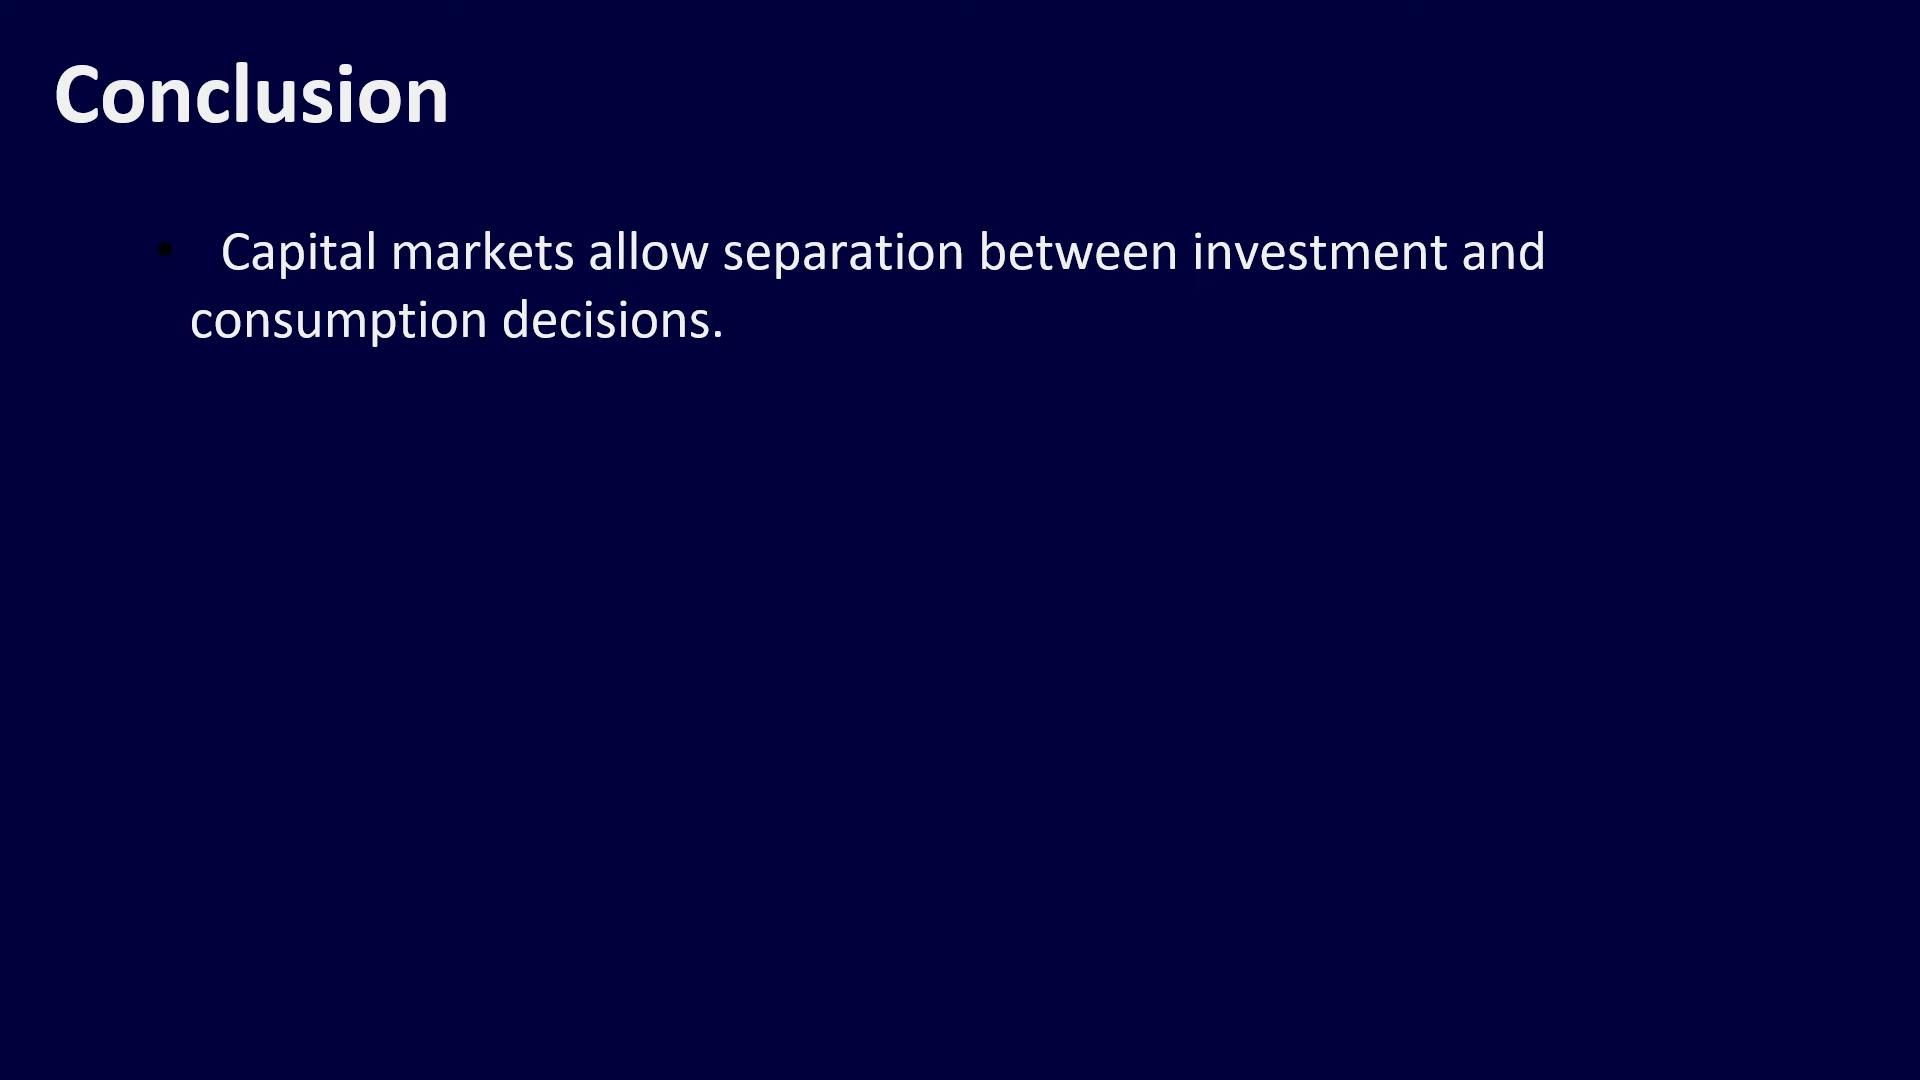 Conclusion
• Capital markets allow separation between investment and
consumption decisions.